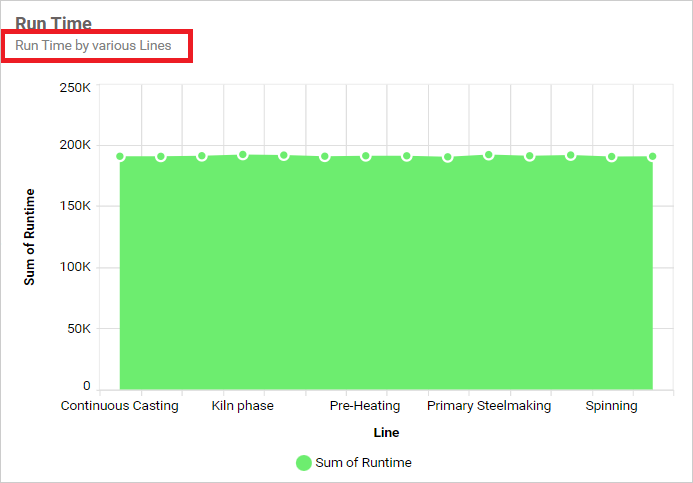 Run Time
Run Time by various Lines
250K
200K
150K
100K
50K
0
Sum of Runtime
Continuous Casting
Kiln phase
Pre-Heating
Primary Steelmaking
Spinning
Line
Sum of Runtime